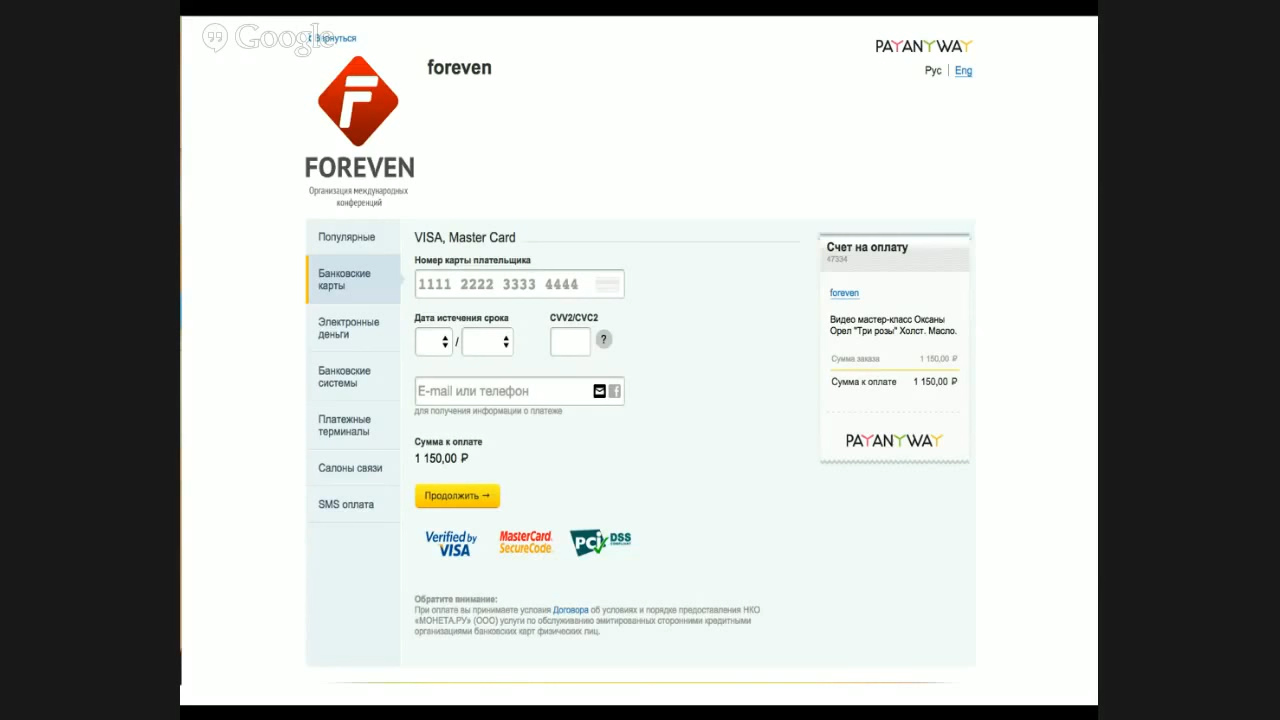 Google
Вернуться
PAYANYWAY
foreven
Рус | Eng
F
FOREVEN
Организация международных
конференций
Популярные
Банковские
карты
Электронные
деньги
Банковские
системы
Платежные
терминалы
Салоны связи
SMS оплата
VISA, Master Card
Номер карты плательщика
1111 2222 3333 4444
Дата истечения срока
CVV2/CVC2
/
?
E-mail или телефон
для получения информации о платеже
Сумма к оплате
1 150,00 ₽
Продолжить →
Verified by
VISA
MasterCard.
SecureCode.
PCI DSS
COMPLIANT
Обратите внимание:
При оплате вы принимаете условия Договора об условиях и порядке предоставления НКО
«МОНЕТА.РУ» (ООО) услуги по обслуживанию эмитированных сторонними кредитными
организациями банковских карт физических лиц.
Счет на оплату
47334
foreven
Видео мастер-класс Оксаны
Орел "Три розы" Холст. Масло.
Сумма заказа 1 150,00 ₽
Сумма к оплате 1 150,00 ₽
PAYANYWAY